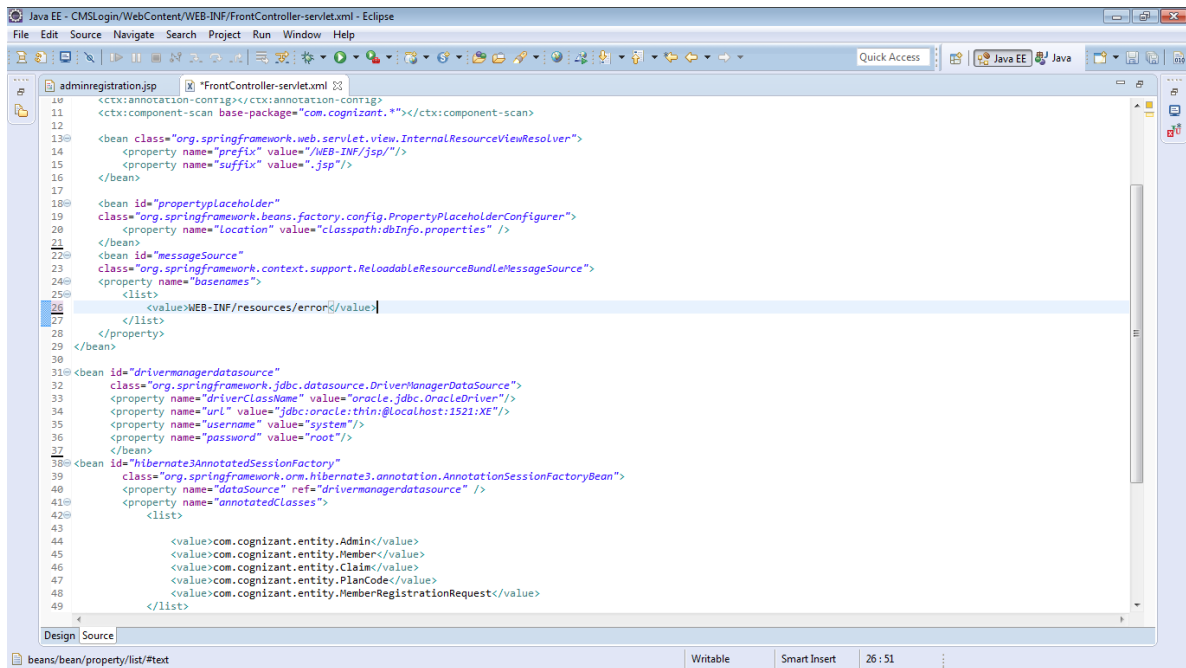 Java EE - CMSLogin/WebContent/WEB-INF/FrontController-servlet.xml - Eclipse
File Edit Source Navigate Search Project Run Window Help
Quick Access
Java EE
Java
adminregistration.jsp
*FrontController-servlet.xml
10 <ctx:annotation-config></ctx:annotation-config>
11 <ctx:component-scan base-package="com.cognizant.*"></ctx:component-scan>
12
13 <bean class="org.springframework.web.servlet.view.InternalResourceViewResolver">
14 <property name="prefix" value="/WEB-INF/jsp/"/>
15 <property name="suffix" value=".jsp"/>
16 </bean>
17
18 <bean id="propertyplaceholder"
19 class="org.springframework.beans.factory.config.PropertyPlaceholderConfigurer">
20 <property name="location" value="classpath:dbInfo.properties" />
21 </bean>
22 <bean id="messageSource"
23 class="org.springframework.context.support.ReloadableResourceBundleMessageSource">
24 <property name="basenames">
25 <list>
26 <value>WEB-INF/resources/error</value>
27 </list>
28 </property>
29 </bean>
30
31 <bean id="drivermanagerdatasource"
32 class="org.springframework.jdbc.datasource.DriverManagerDataSource">
33 <property name="driverClassName" value="oracle.jdbc.OracleDriver"/>
34 <property name="url" value="jdbc:oracle:thin:@localhost:1521:XE"/>
35 <property name="username" value="system"/>
36 <property name="password" value="root"/>
37 </bean>
38 <bean id="hibernate3AnnotatedSessionFactory"
39 class="org.springframework.orm.hibernate3.annotation.AnnotationSessionFactoryBean">
40 <property name="dataSource" ref="drivermanagerdatasource" />
41 <property name="annotatedClasses">
42 <list>
43
44 <value>com.cognizant.entity.Admin</value>
45 <value>com.cognizant.entity.Member</value>
46 <value>com.cognizant.entity.Claim</value>
47 <value>com.cognizant.entity.PlanCode</value>
48 <value>com.cognizant.entity.MemberRegistrationRequest</value>
49 </list>
Design Source
beans/bean/property/list/#text
Writable
Smart Insert
26 : 51